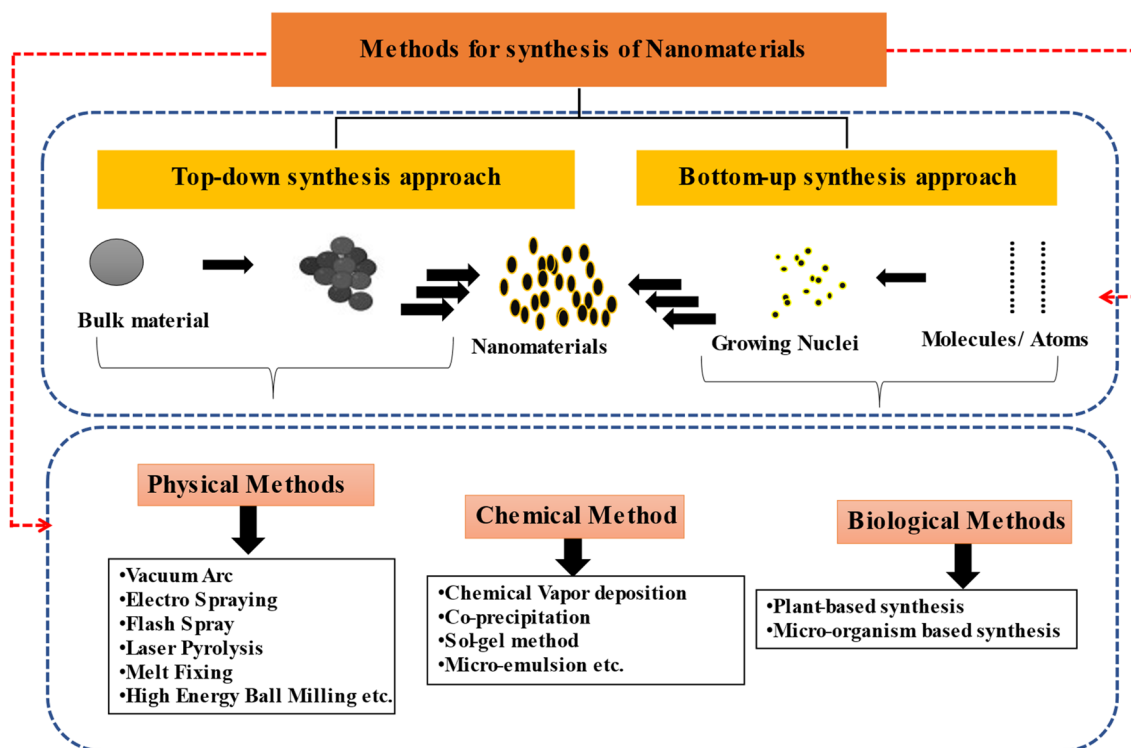 Methods for synthesis of Nanomaterials
Top-down synthesis approach
Bottom-up synthesis approach
Bulk material
Nanomaterials
Growing Nuclei
Molecules/ Atoms
Physical Methods
•Vacuum Arc
•Electro Spraying
•Flash Spray
•Laser Pyrolysis
•Melt Fixing
•High Energy Ball Milling etc.
Chemical Method
•Chemical Vapor deposition
•Co-precipitation
•Sol-gel method
•Micro-emulsion etc.
Biological Methods
•Plant-based synthesis
•Micro-organism based synthesis